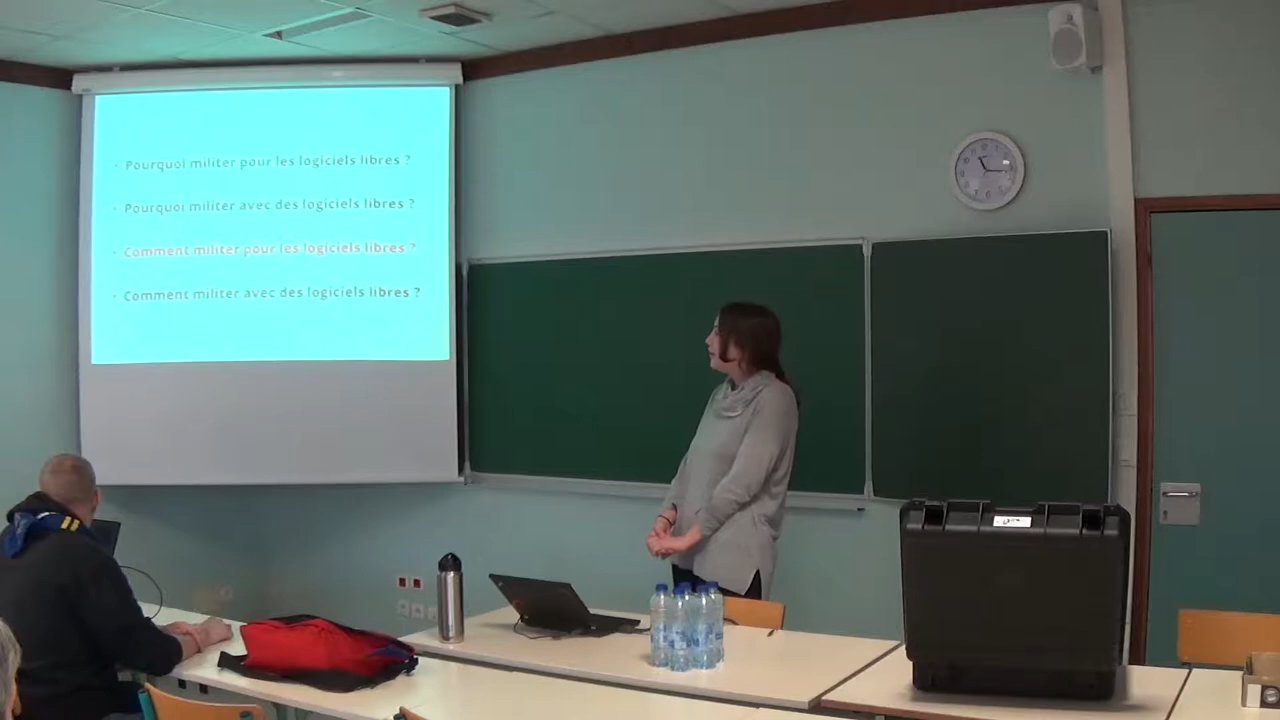 - Pourquoi militer pour les logiciels libres ?
- Pourquoi militer avec des logiciels libres ?
- Comment militer pour les logiciels libres ?
- Comment militer avec des logiciels libres ?